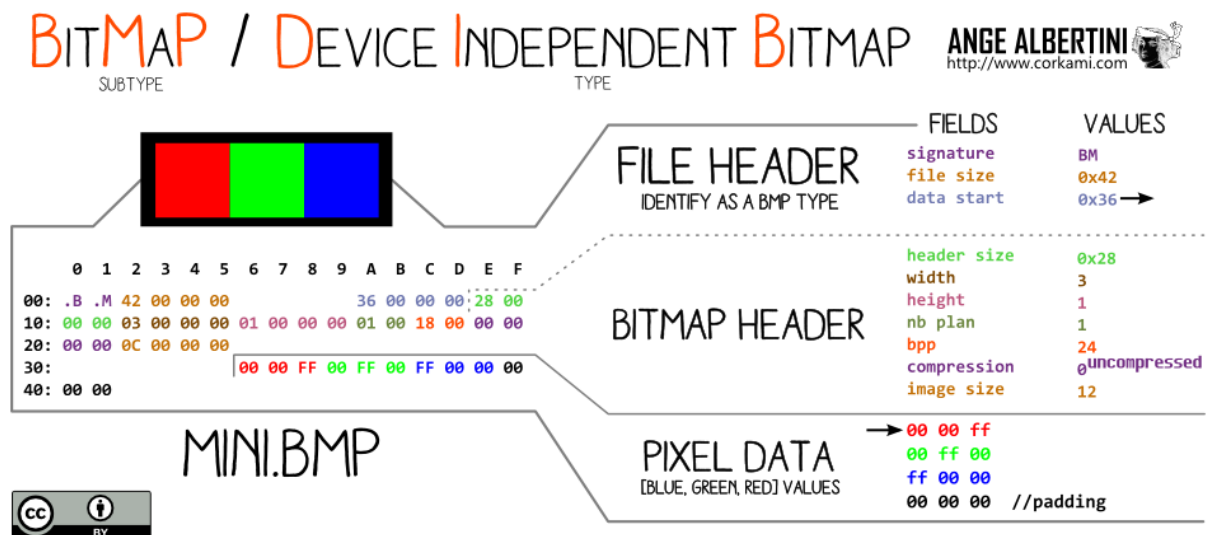 BITMAP / DEVICE INDEPENDENT BITMAP
SUBTYPE
TYPE
ANGE ALBERTINI
http://www.corkami.com
FIELDS VALUES
FILE HEADER
IDENTIFY AS A BMP TYPE
signature BM
file size 0x42
data start 0x36
0 1 2 3 4 5 6 7 8 9 A B C D E F
00: .B .M 42 00 00 00 36 00 00 00 28 00
10: 00 00 03 00 00 00 01 00 00 00 01 00 18 00 00 00
20: 00 00 0C 00 00 00
30: 00 00 FF 00 FF 00 FF 00 00 00
40: 00 00
MINI.BMP
BITMAP HEADER
header size 0x28
width 3
height 1
nb plan 1
bpp 24
compression 0 uncompressed
image size 12
PIXEL DATA
[BLUE, GREEN, RED] VALUES
00 00 ff
00 ff 00
ff 00 00
00 00 00 //padding
cc
BY